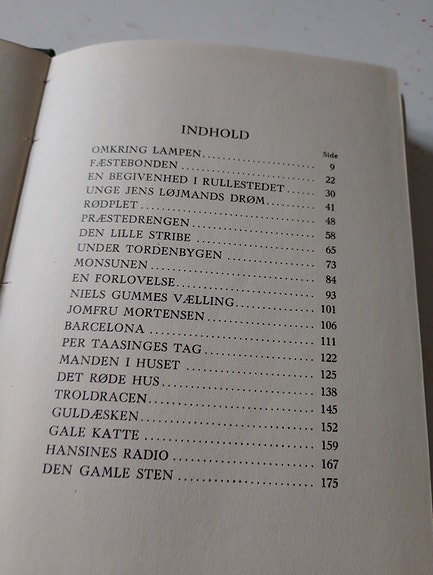 INDHOLD
Side
OMKRING LAMPEN 9
FÆSTEBONDEN 22
EN BEGIVENHED I RULLESTEDET 30
UNGE JENS LØJMANDS DRØM 41
RØDPLET 48
PRÆSTEDRENGEN 58
DEN LILLE STRIBE 65
UNDER TORDENBYGEN 73
MONSUNEN 84
EN FORLOVELSE 93
NIELS GUMMES VÆLLING 101
JOMFRU MORTENSEN 106
BARCELONA 111
PER TAASINGES TAG 122
MANDEN I HUSET 125
DET RØDE HUS 138
TROLDRACEN 145
GULDÆSKEN 152
GALE KATTE 159
HANSINES RADIO 167
DEN GAMLE STEN 175